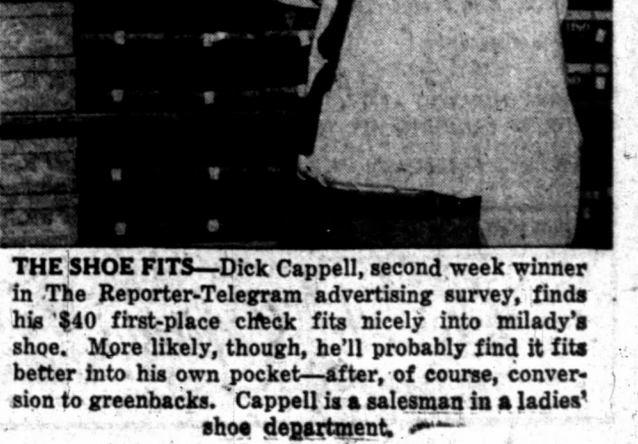 THE SHOE FITS—Dick Cappell, second week winner
in The Reporter-Telegram advertising survey, finds
his $40 first-place check fits nicely into milady's
shoe. More likely, though, he'll probably find it fits
better into his own pocket—after, of course, conver-
sion to greenbacks. Cappell is a salesman in a ladies'
shoe department.